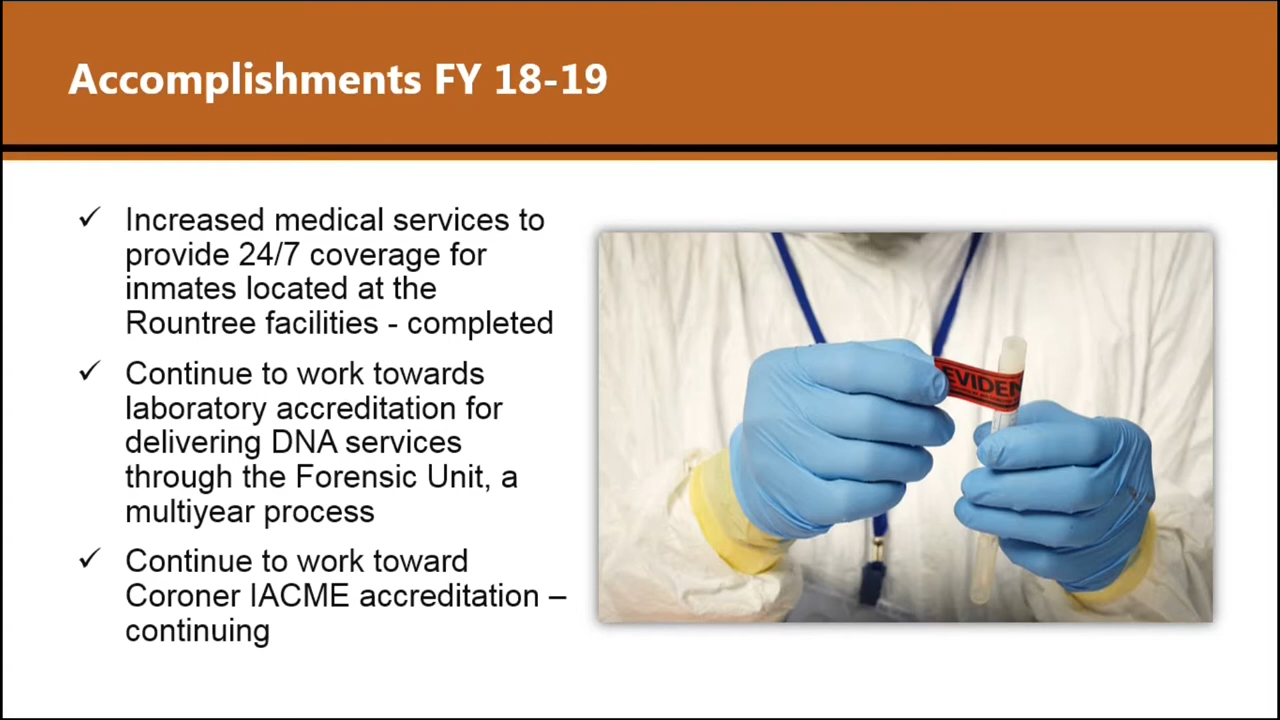 Accomplishments FY 18-19
✓ Increased medical services to
provide 24/7 coverage for
inmates located at the
Rountree facilities - completed
✓ Continue to work towards
laboratory accreditation for
delivering DNA services
through the Forensic Unit, a
multiyear process
✓ Continue to work toward
Coroner IACME accreditation –
continuing
EVIDEN